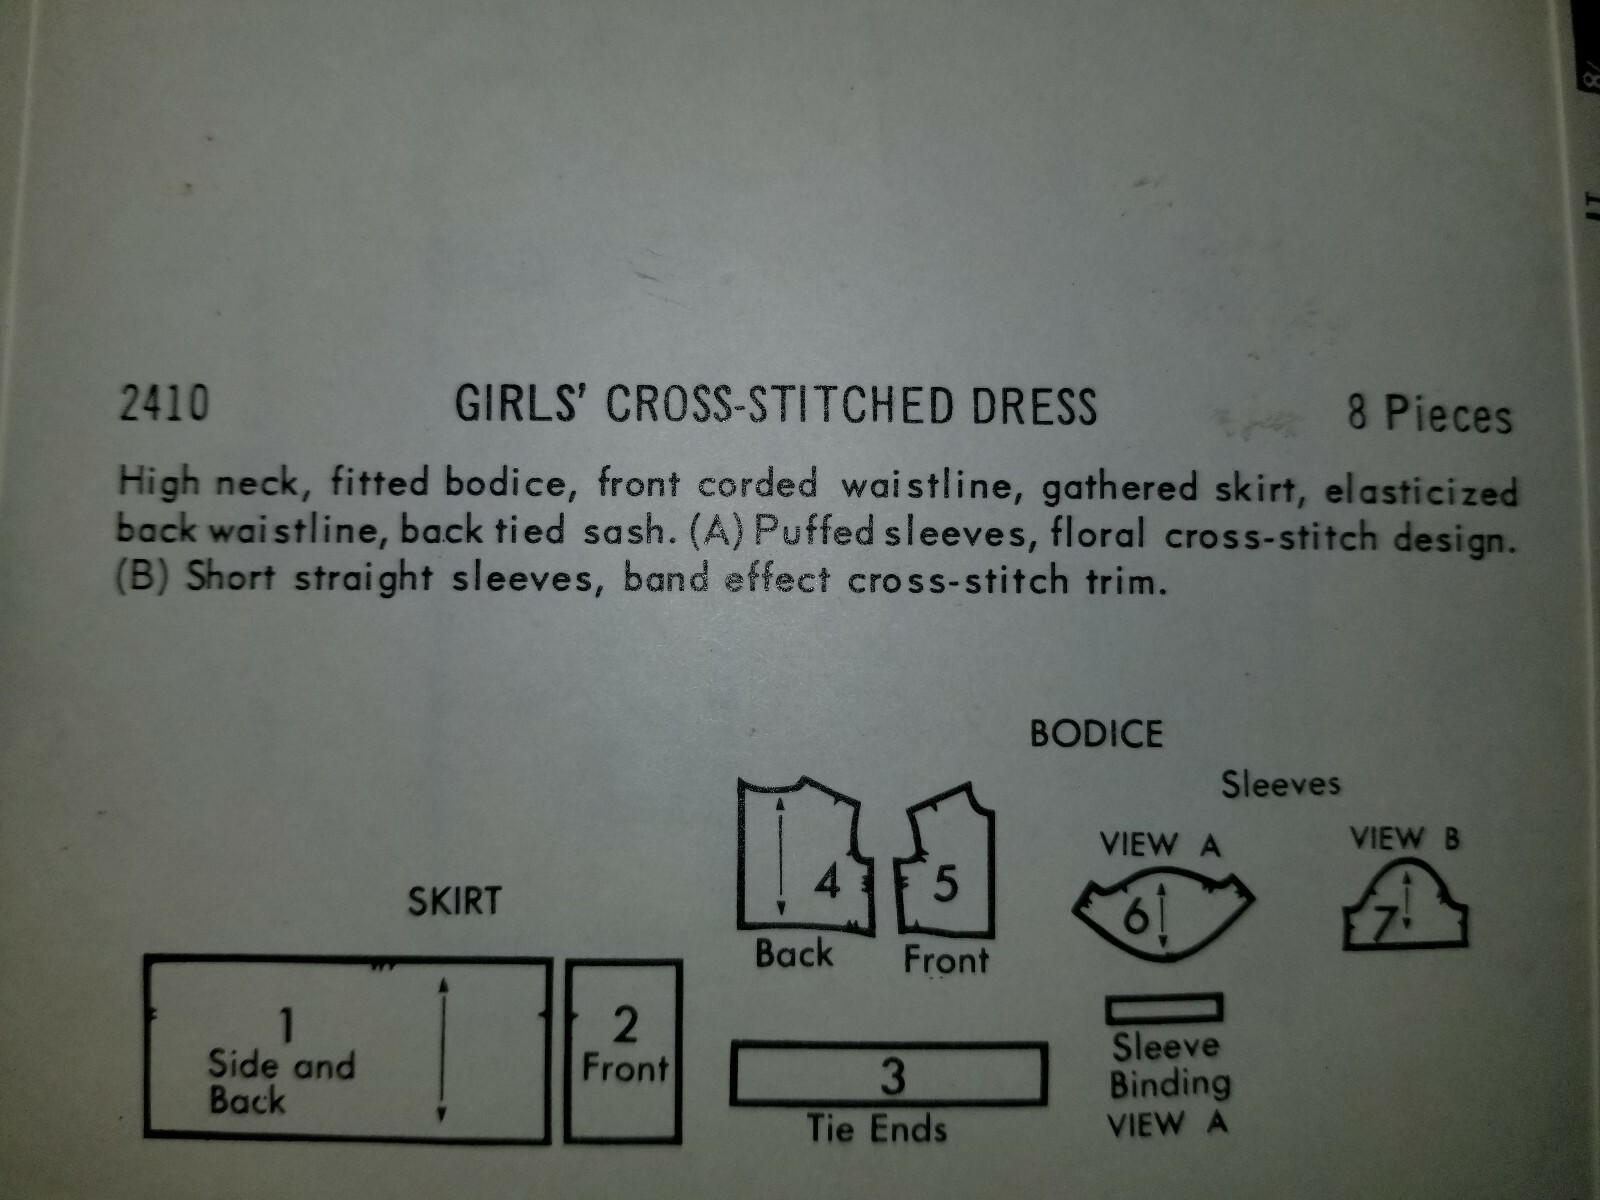 2410 GIRLS' CROSS-STITCHED DRESS 8 Pieces
High neck, fitted bodice, front corded waistline, gathered skirt, elasticized
back waistline, back tied sash. (A) Puffed sleeves, floral cross-stitch design.
(B) Short straight sleeves, band effect cross-stitch trim.
BODICE
Sleeves
VIEW A
VIEW B
4
Back
5
Front
6
7
SKIRT
1
Side and
Back
2
Front
3
Tie Ends
Sleeve
Binding
VIEW A